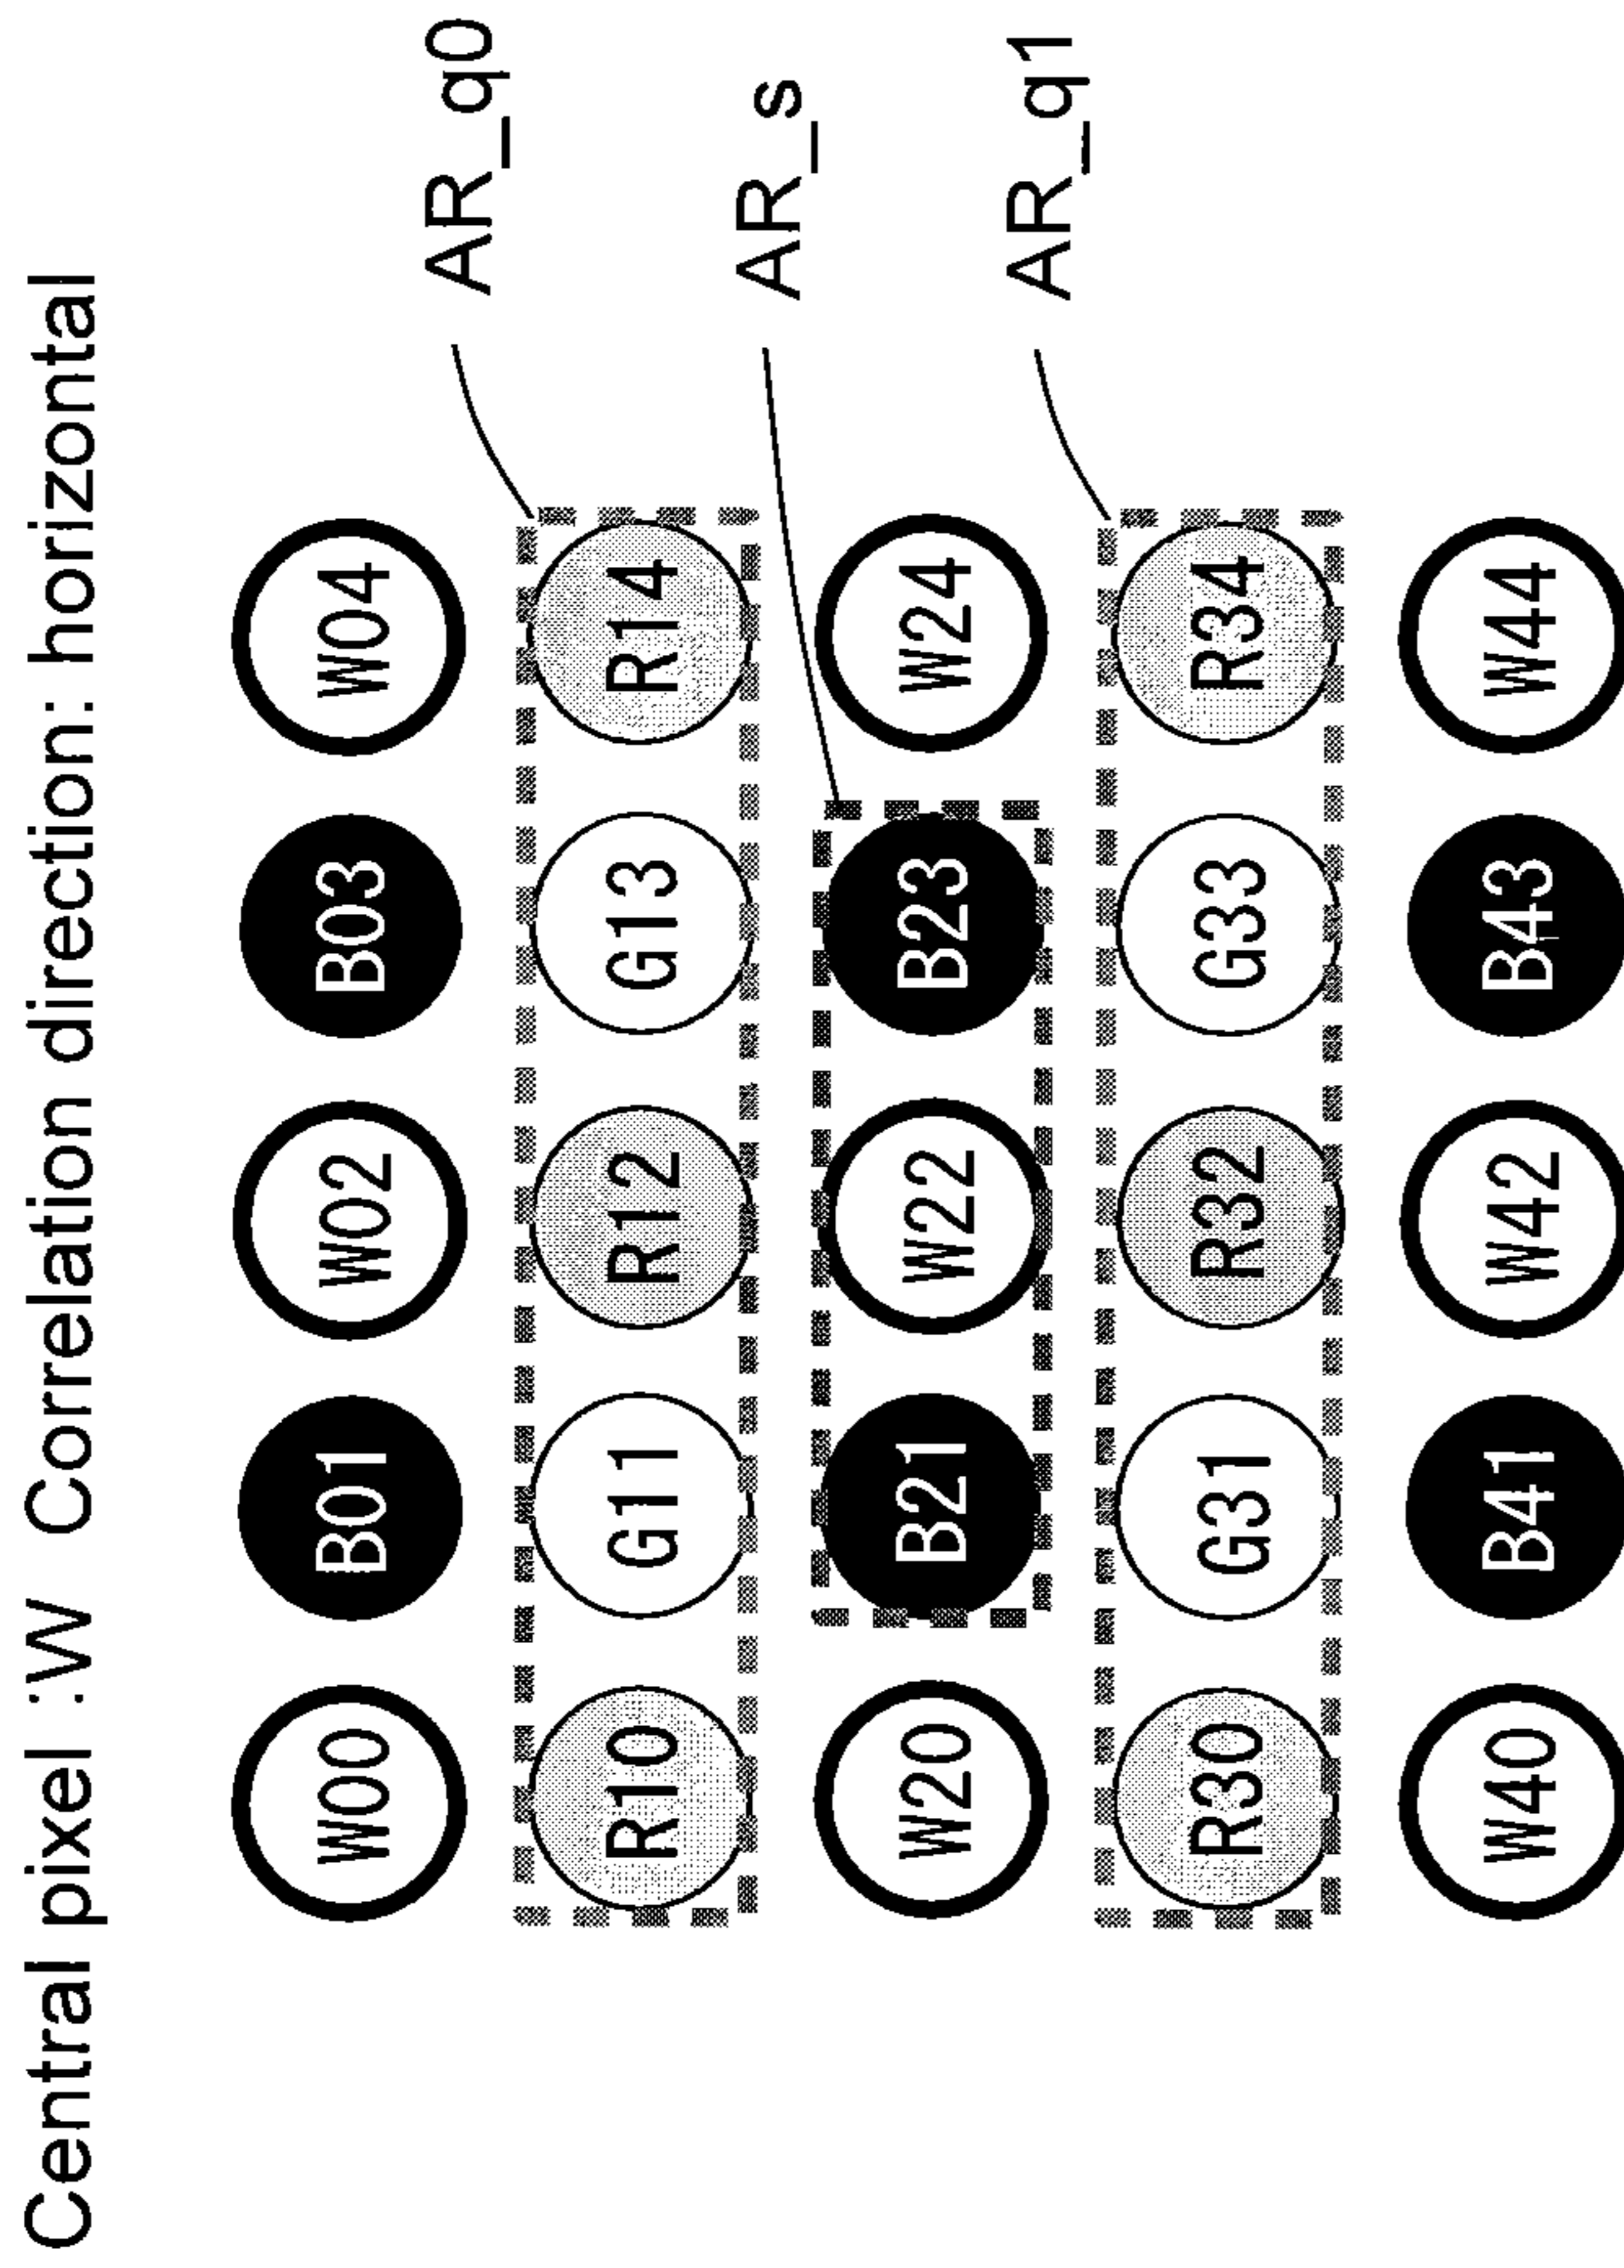 Central pixel :W  Correlation direction: horizontal
W00 B01 W02 B03 W04
R10 G11 R12 G13 R14 AR_q0
W20 B21 W22 B23 W24 AR_s
R30 G31 R32 G33 R34 AR_q1
W40 B41 W42 B43 W44